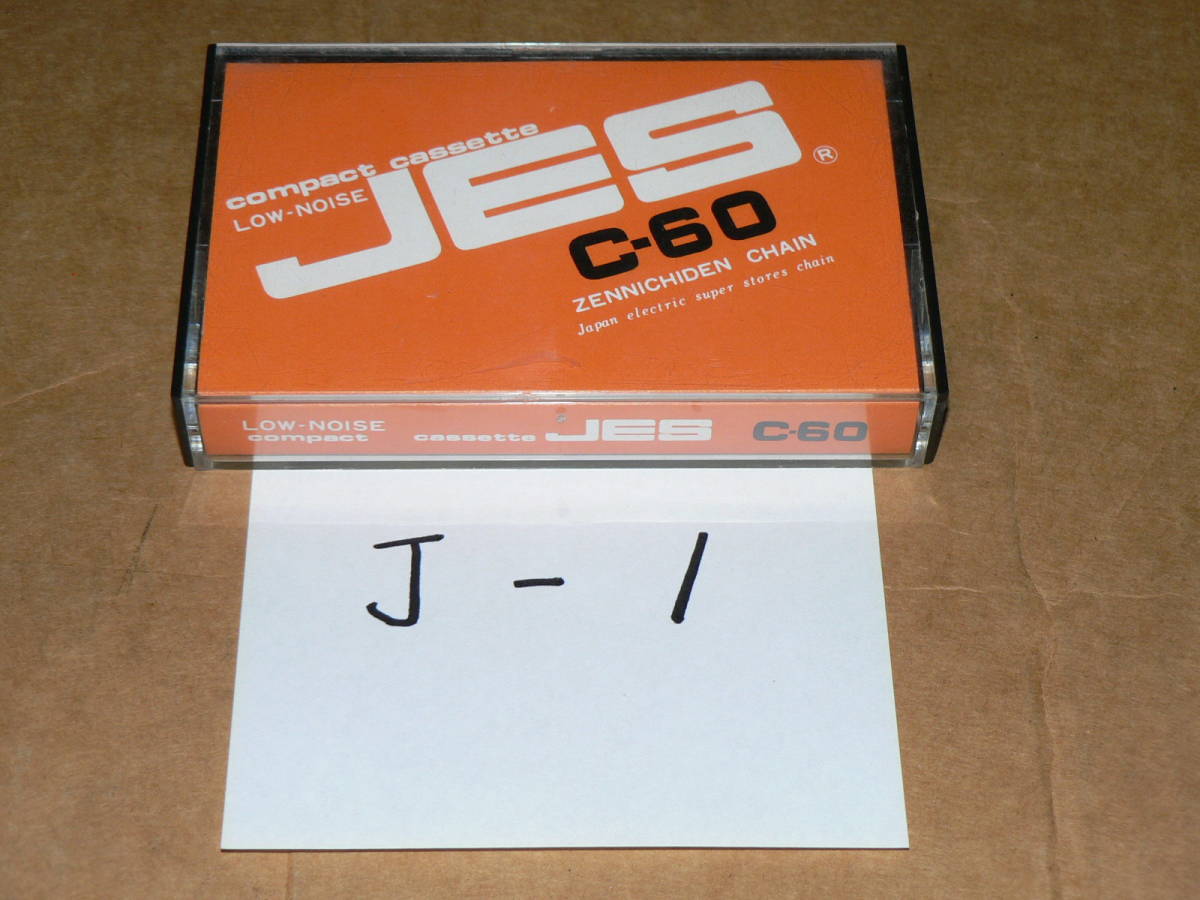 compact cassette
LOW-NOISE
JES ®
C-60
ZENNICHIDEN CHAIN
Japan electric super stores chain
LOW-NOISE
compact cassette JES C-60
J - 1